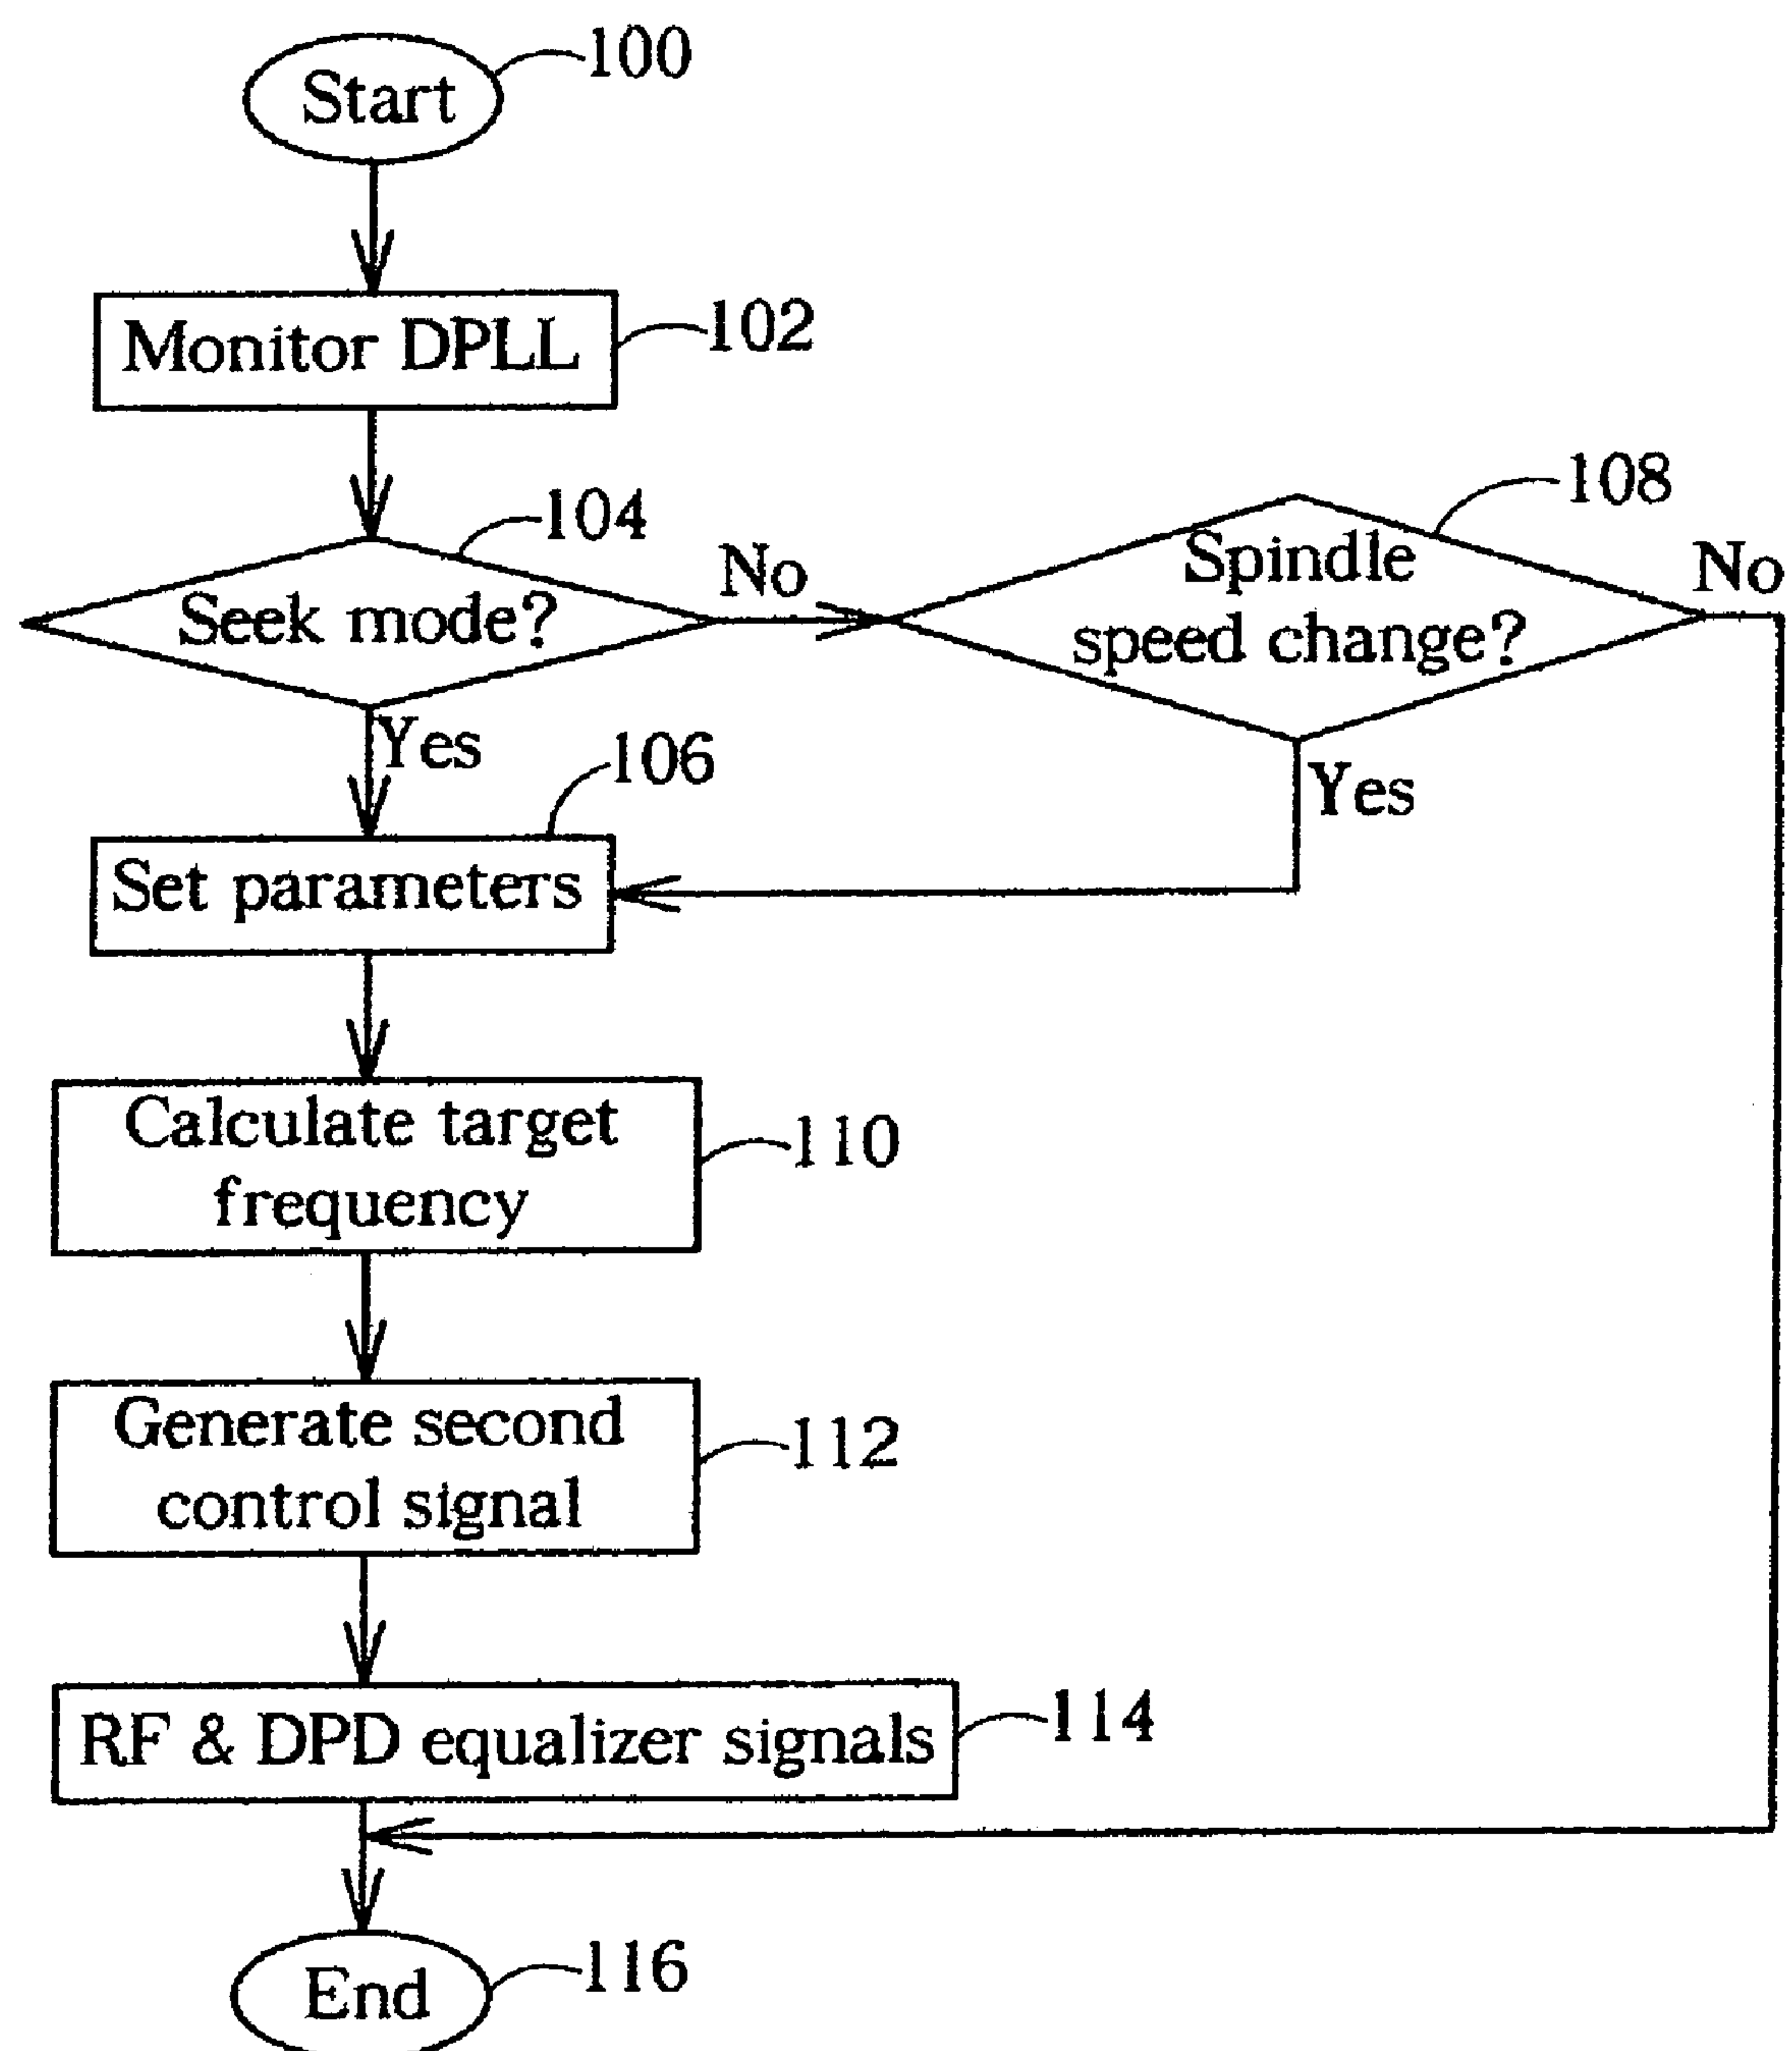 Start
100
Monitor DPLL
102
104
Seek mode?
No
108
Spindle
speed change?
No
Yes
106
Yes
Set parameters
Calculate target
frequency
110
Generate second
control signal
112
RF & DPD equalizer signals
114
End
116